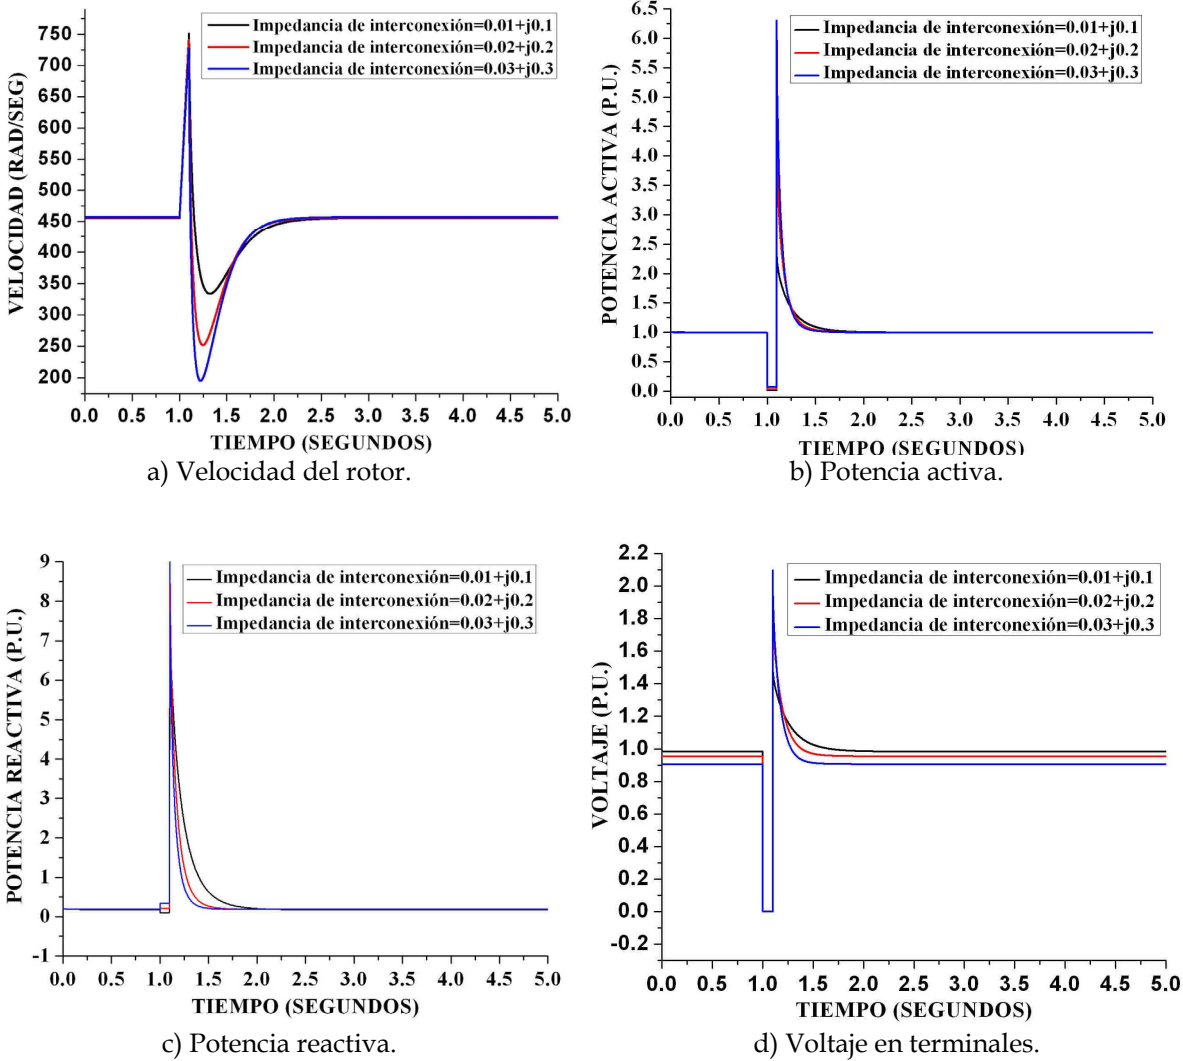 750
700
650
600
550
500
450
400
350
300
250
200
VELOCIDAD (RAD/SEG)
Impedancia de interconexión=0.01+j0.1
Impedancia de interconexión=0.02+j0.2
Impedancia de interconexión=0.03+j0.3
0.0 0.5 1.0 1.5 2.0 2.5 3.0 3.5 4.0 4.5 5.0
TIEMPO (SEGUNDOS)
a) Velocidad del rotor.
6.5
6.0
5.5
5.0
4.5
4.0
3.5
3.0
2.5
2.0
1.5
1.0
0.5
0.0
POTENCIA ACTIVA (P.U.)
Impedancia de interconexión=0.01+j0.1
Impedancia de interconexión=0.02+j0.2
Impedancia de interconexión=0.03+j0.3
0.0 0.5 1.0 1.5 2.0 2.5 3.0 3.5 4.0 4.5 5.0
TIEMPO (SEGUNDOS)
b) Potencia activa.
9
8
7
6
5
4
3
2
1
0
-1
POTENCIA REACTIVA (P.U.)
Impedancia de interconexión=0.01+j0.1
Impedancia de interconexión=0.02+j0.2
Impedancia de interconexión=0.03+j0.3
0.0 0.5 1.0 1.5 2.0 2.5 3.0 3.5 4.0 4.5 5.0
TIEMPO (SEGUNDOS)
c) Potencia reactiva.
2.2
2.0
1.8
1.6
1.4
1.2
1.0
0.8
0.6
0.4
0.2
0.0
-0.2
VOLTAJE (P.U.)
Impedancia de interconexión=0.01+j0.1
Impedancia de interconexión=0.02+j0.2
Impedancia de interconexión=0.03+j0.3
0.0 0.5 1.0 1.5 2.0 2.5 3.0 3.5 4.0 4.5 5.0
TIEMPO (SEGUNDOS)
d) Voltaje en terminales.